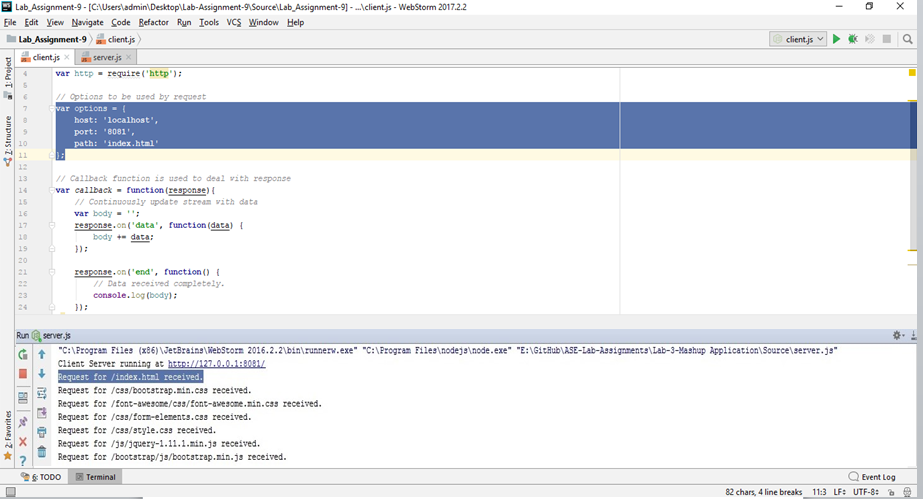 Lab_Assignment-9 - [C:\Users\admin\Desktop\Lab-Assignment-9\Source\Lab_Assignment-9] - ...\client.js - WebStorm 2017.2.2
File Edit View Navigate Code Refactor Run Tools VCS Window Help
Lab_Assignment-9 client.js
client.js
client.js server.js
1: Project
7: Structure
2: Favorites
4 var http = require('http');
5
6 // Options to be used by request
7 var options = {
8 host: 'localhost',
9 port: '8081',
10 path: 'index.html'
11 };
12
13 // Callback function is used to deal with response
14 var callback = function(response){
15 // Continuously update stream with data
16 var body = '';
17 response.on('data', function(data) {
18 body += data;
19 });
20
21 response.on('end', function() {
22 // Data received completely.
23 console.log(body);
24 });
Run server.js
"C:\Program Files (x86)\JetBrains\WebStorm 2016.2.2\bin\runnerw.exe" "C:\Program Files\nodejs\node.exe" "E:\GitHub\ASE-Lab-Assignments\Lab-3-Mashup Application\Source\server.js"
Client Server running at http://127.0.0.1:8081/
Request for /index.html received.
Request for /css/bootstrap.min.css received.
Request for /font-awesome/css/font-awesome.min.css received.
Request for /css/form-elements.css received.
Request for /css/style.css received.
Request for /js/jquery-1.11.1.min.js received.
Request for /bootstrap/js/bootstrap.min.js received.
6: TODO Terminal Event Log
82 chars, 4 line breaks 11:3 LF UTF-8